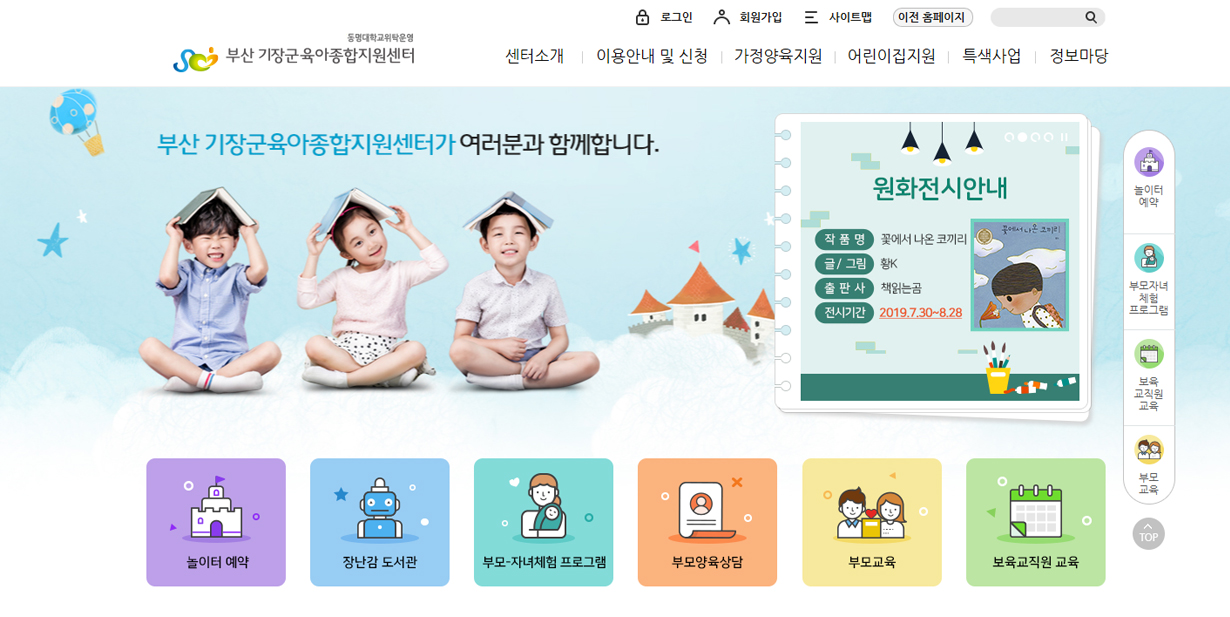 로그인
회원가입
사이트맵
이전 홈페이지
동명대학교위탁운영
부산 기장군육아종합지원센터
센터소개
이용안내 및 신청
가정양육지원
어린이집지원
특색사업
정보마당
부산 기장군육아종합지원센터가 여러분과 함께합니다.
원화전시안내
작 품 명 꽃에서 나온 코끼리
글 / 그림 황K
출 판 사 책읽는곰
전시기간 2019.7.30~8.28
꽃에서 나온 코끼리
놀이터
예약
부모자녀
체험
프로그램
보육
교직원
교육
부모
교육
TOP
놀이터 예약
장난감 도서관
부모-자녀체험 프로그램
부모양육상담
부모교육
보육교직원 교육